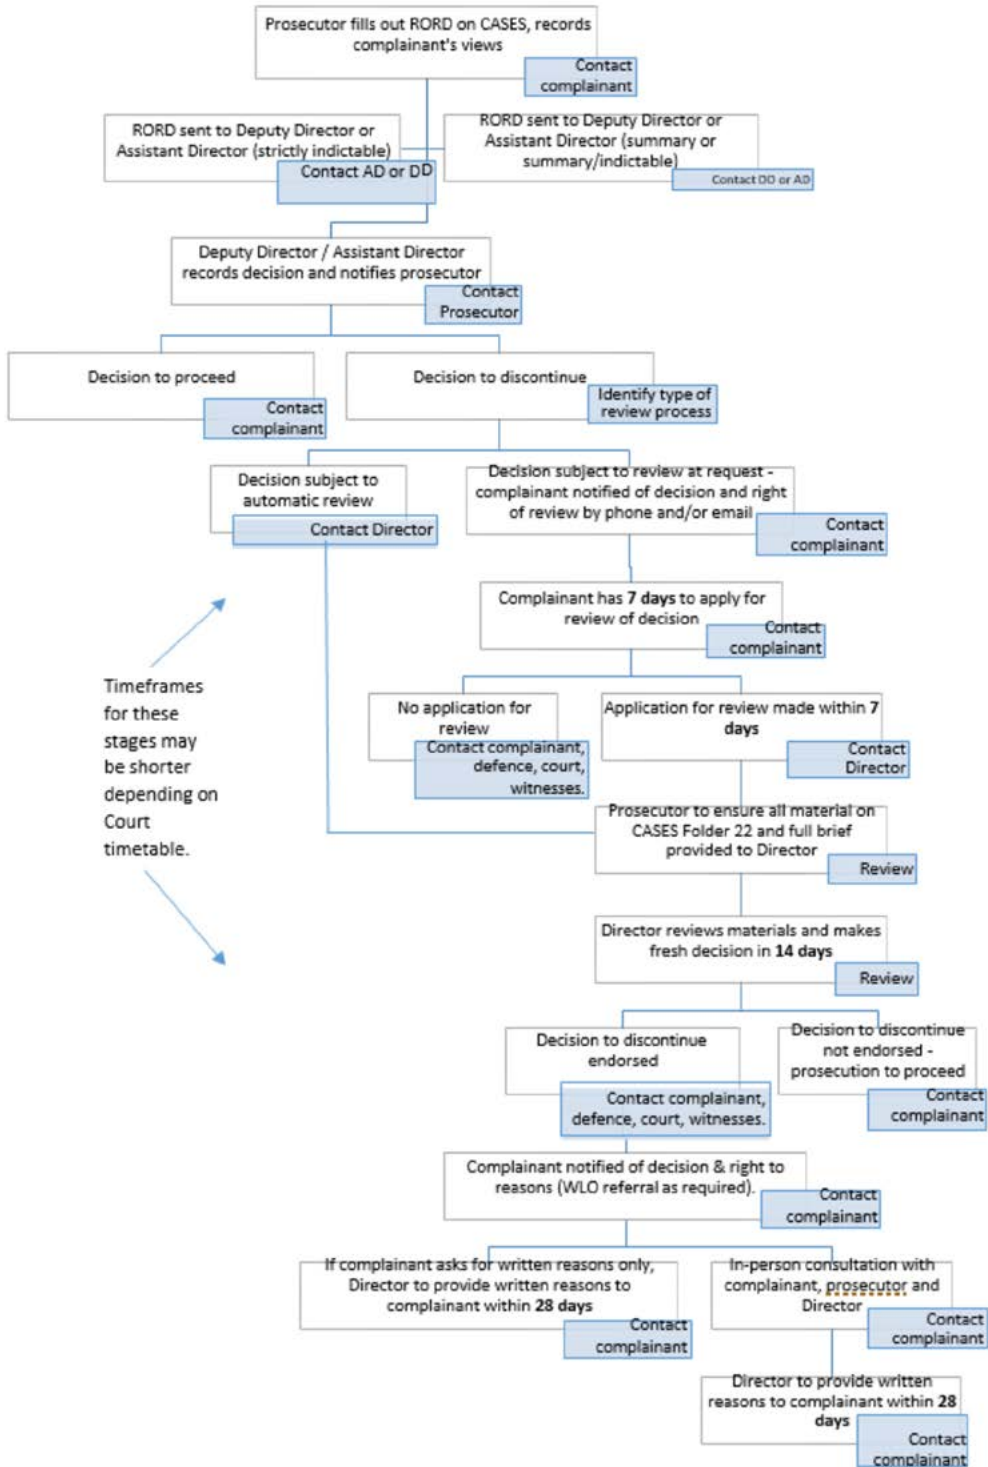 Prosecutor fills out RORD on CASES, records
complainant's views
Contact
complainant
RORD sent to Deputy Director or
Assistant Director (strictly indictable)
Contact AD or DD
RORD sent to Deputy Director or
Assistant Director (summary or
summary/indictable)
Contact DD or AD
Deputy Director / Assistant Director
records decision and notifies prosecutor
Contact
Prosecutor
Decision to proceed
Contact
complainant
Decision to discontinue
Identify type of
review process
Decision subject to
automatic review
Contact Director
Decision subject to review at request -
complainant notified of decision and right
of review by phone and/or email
Contact
complainant
Complainant has 7 days to apply for
review of decision
Contact
complainant
Timeframes
for these
stages may
be shorter
depending on
Court
timetable.
No application for
review
Contact complainant,
defence, court,
witnesses.
Application for review made within 7
days
Contact
Director
Prosecutor to ensure all material on
CASES Folder 22 and full brief
provided to Director
Review
Director reviews materials and makes
fresh decision in 14 days
Review
Decision to discontinue
endorsed
Contact complainant,
defence, court, witnesses.
Decision to discontinue
not endorsed -
prosecution to proceed
Contact
complainant
Complainant notified of decision & right to
reasons (WLO referral as required).
Contact
complainant
If complainant asks for written reasons only,
Director to provide written reasons to
complainant within 28 days
Contact
complainant
In-person consultation with
complainant, prosecutor and
Director
Contact
complainant
Director to provide written
reasons to complainant within 28
days
Contact
complainant